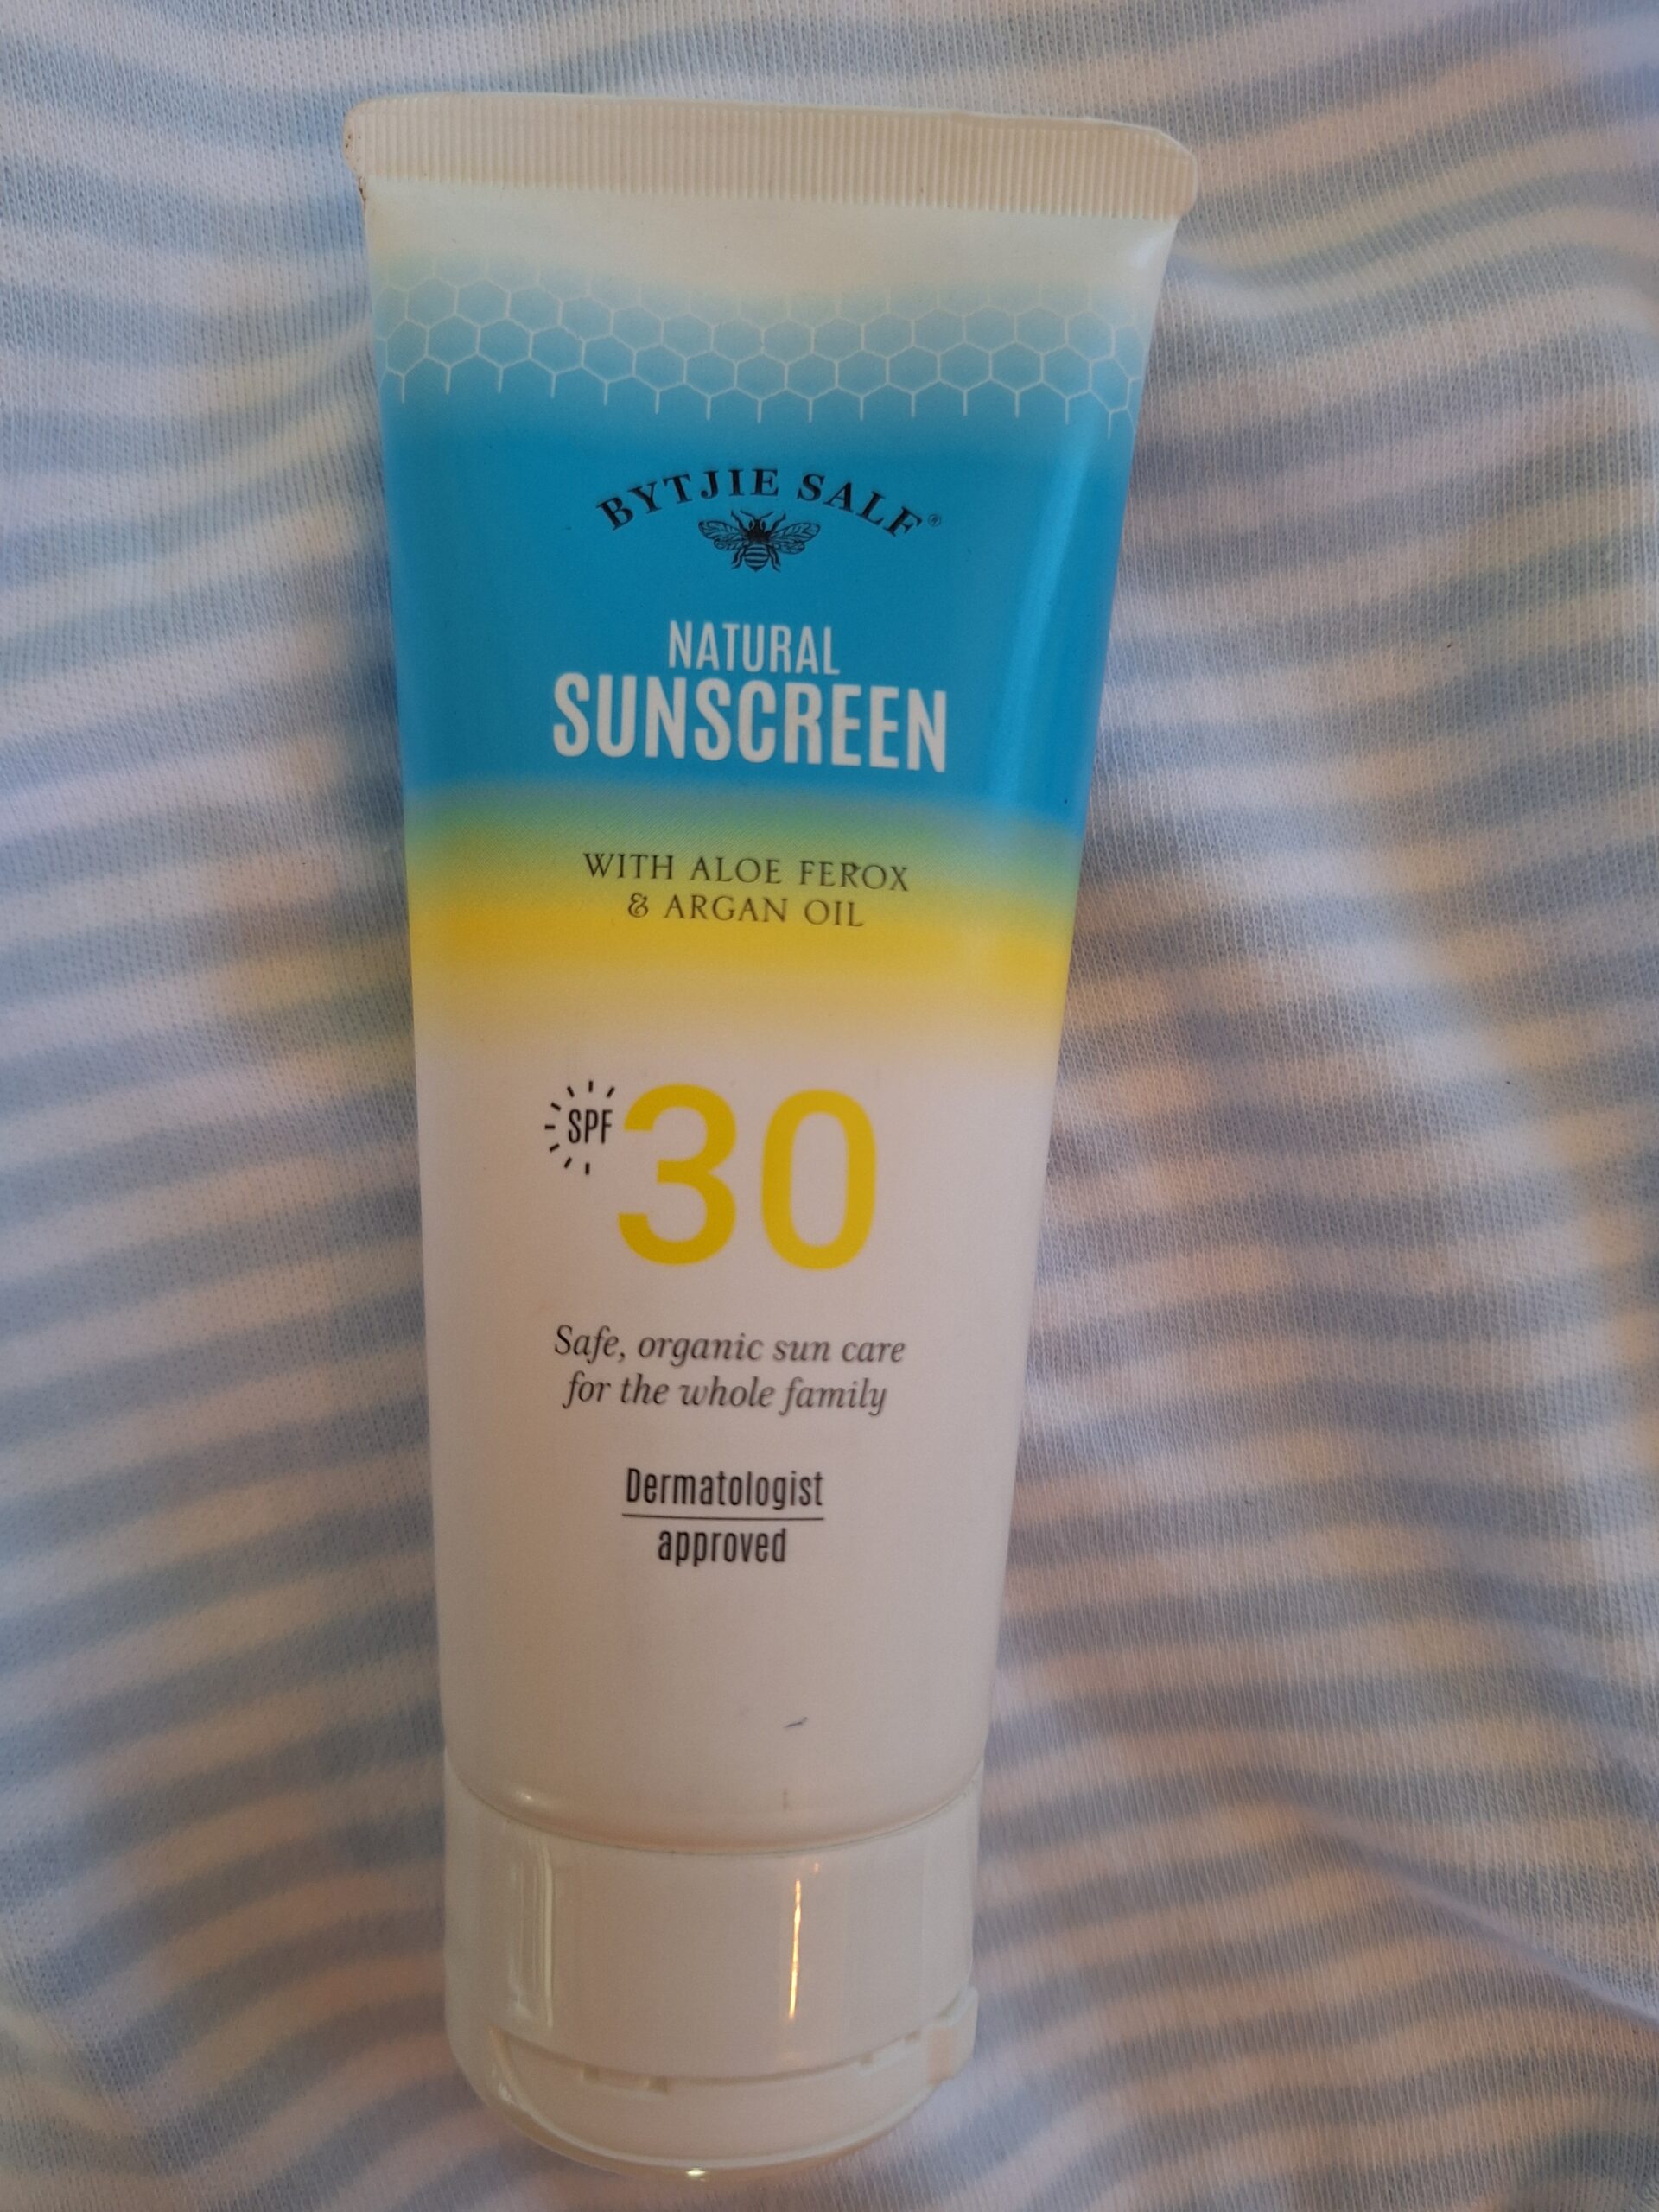 BYTJIE SALF®
NATURAL
SUNSCREEN
WITH ALOE FEROX
& ARGAN OIL
SPF 30
Safe, organic sun care
for the whole family
Dermatologist
approved